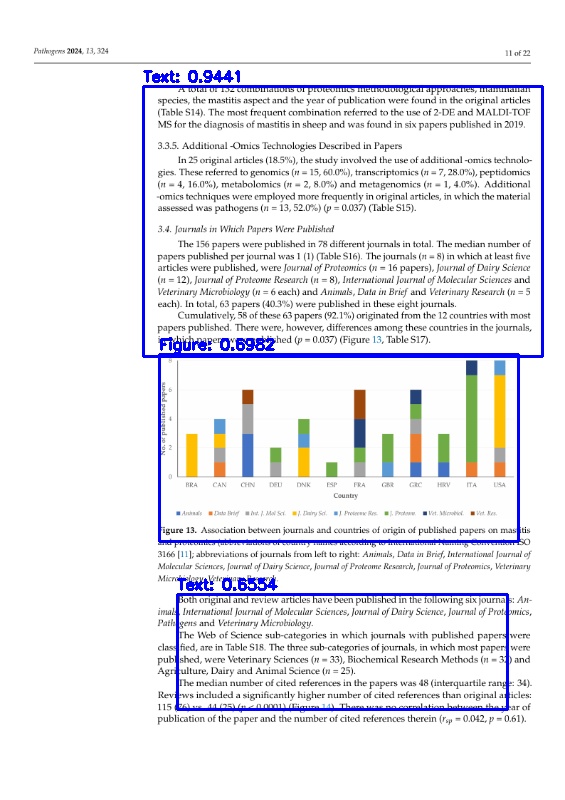 Pathogens 2024, 13, 324
11 of 22
Text: 0.9441
A total of 132 combinations of proteomics methodological approaches, mammalian
species, the mastitis aspect and the year of publication were found in the original articles
(Table S14). The most frequent combination referred to the use of 2-DE and MALDI-TOF
MS for the diagnosis of mastitis in sheep and was found in six papers published in 2019.
3.3.5. Additional -Omics Technologies Described in Papers
In 25 original articles (18.5%), the study involved the use of additional -omics technolo-
gies. These referred to genomics (n = 15, 60.0%), transcriptomics (n = 7, 28.0%), peptidomics
(n = 4, 16.0%), metabolomics (n = 2, 8.0%) and metagenomics (n = 1, 4.0%). Additional
-omics techniques were employed more frequently in original articles, in which the material
assessed was pathogens (n = 13, 52.0%) (p = 0.037) (Table S15).
3.4. Journals in Which Papers Were Published
The 156 papers were published in 78 different journals in total. The median number of
papers published per journal was 1 (1) (Table S16). The journals (n = 8) in which at least five
articles were published, were Journal of Proteomics (n = 16 papers), Journal of Dairy Science
(n = 12), Journal of Proteome Research (n = 8), International Journal of Molecular Sciences and
Veterinary Microbiology (n = 6 each) and Animals, Data in Brief and Veterinary Research (n = 5
each). In total, 63 papers (40.3%) were published in these eight journals.
Cumulatively, 58 of these 63 papers (92.1%) originated from the 12 countries with most
papers published. There were, however, differences among these countries in the journals,
in which papers were published (p = 0.037) (Figure 13, Table S17).
Figure: 0.6982
No. of published papers
8
6
4
2
0
BRA CAN CHN DEU DNK ESP FRA GBR GRC HRV ITA USA
Country
Animals Data Brief Int. J. Mol Sci. J. Dairy Sci. J. Proteome Res. J. Proteom Vet. Microbiol. Vet. Res.
Figure 13. Association between journals and countries of origin of published papers on mastitis
and proteomics (abbreviations of country names according to International Naming Convention ISO
3166 [11]; abbreviations of journals from left to right: Animals, Data in Brief, International Journal of
Molecular Sciences, Journal of Dairy Science, Journal of Proteome Research, Journal of Proteomics, Veterinary
Microbiology, Veterinary Research.
Text: 0.6554
Both original and review articles have been published in the following six journals: An-
imals, International Journal of Molecular Sciences, Journal of Dairy Science, Journal of Proteomics,
Pathogens and Veterinary Microbiology.
The Web of Science sub-categories in which journals with published papers were
classified, are in Table S18. The three sub-categories of journals, in which most papers were
published, were Veterinary Sciences (n = 33), Biochemical Research Methods (n = 32) and
Agriculture, Dairy and Animal Science (n = 25).
The median number of cited references in the papers was 48 (interquartile range: 34).
Reviews included a significantly higher number of cited references than original articles:
115 (76) vs. 44 (25) (p < 0.0001) (Figure 14). There was no correlation between the year of
publication of the paper and the number of cited references therein (rsp = 0.042, p = 0.61).